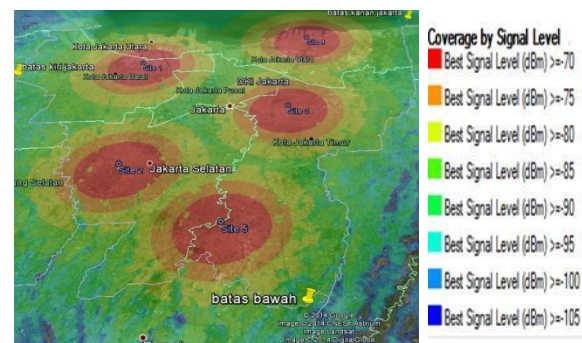 batas kanan jakarta
Kota Jakarta Utara
Site 4
Kota Jakarta Utara
batas kiri jakarta
Site 1
Kota Jakarta Barat
DKI Jakarta
Kota Jakarta Pusat
Jakarta
Site 3
Kota Jakarta Timur
Site 2
Jakarta Selatan
ng Selatan
Site 5
batas bawah
© 2014 Google
Image © 2014 CNES / Astrium
Image Landsat
Image © 2014 DigitalGlobe
Coverage by Signal Level
Best Signal Level (dBm) >=-70
Best Signal Level (dBm) >=-75
Best Signal Level (dBm) >=-80
Best Signal Level (dBm) >=-85
Best Signal Level (dBm) >=-90
Best Signal Level (dBm) >=-95
Best Signal Level (dBm) >=-100
Best Signal Level (dBm) >=-105